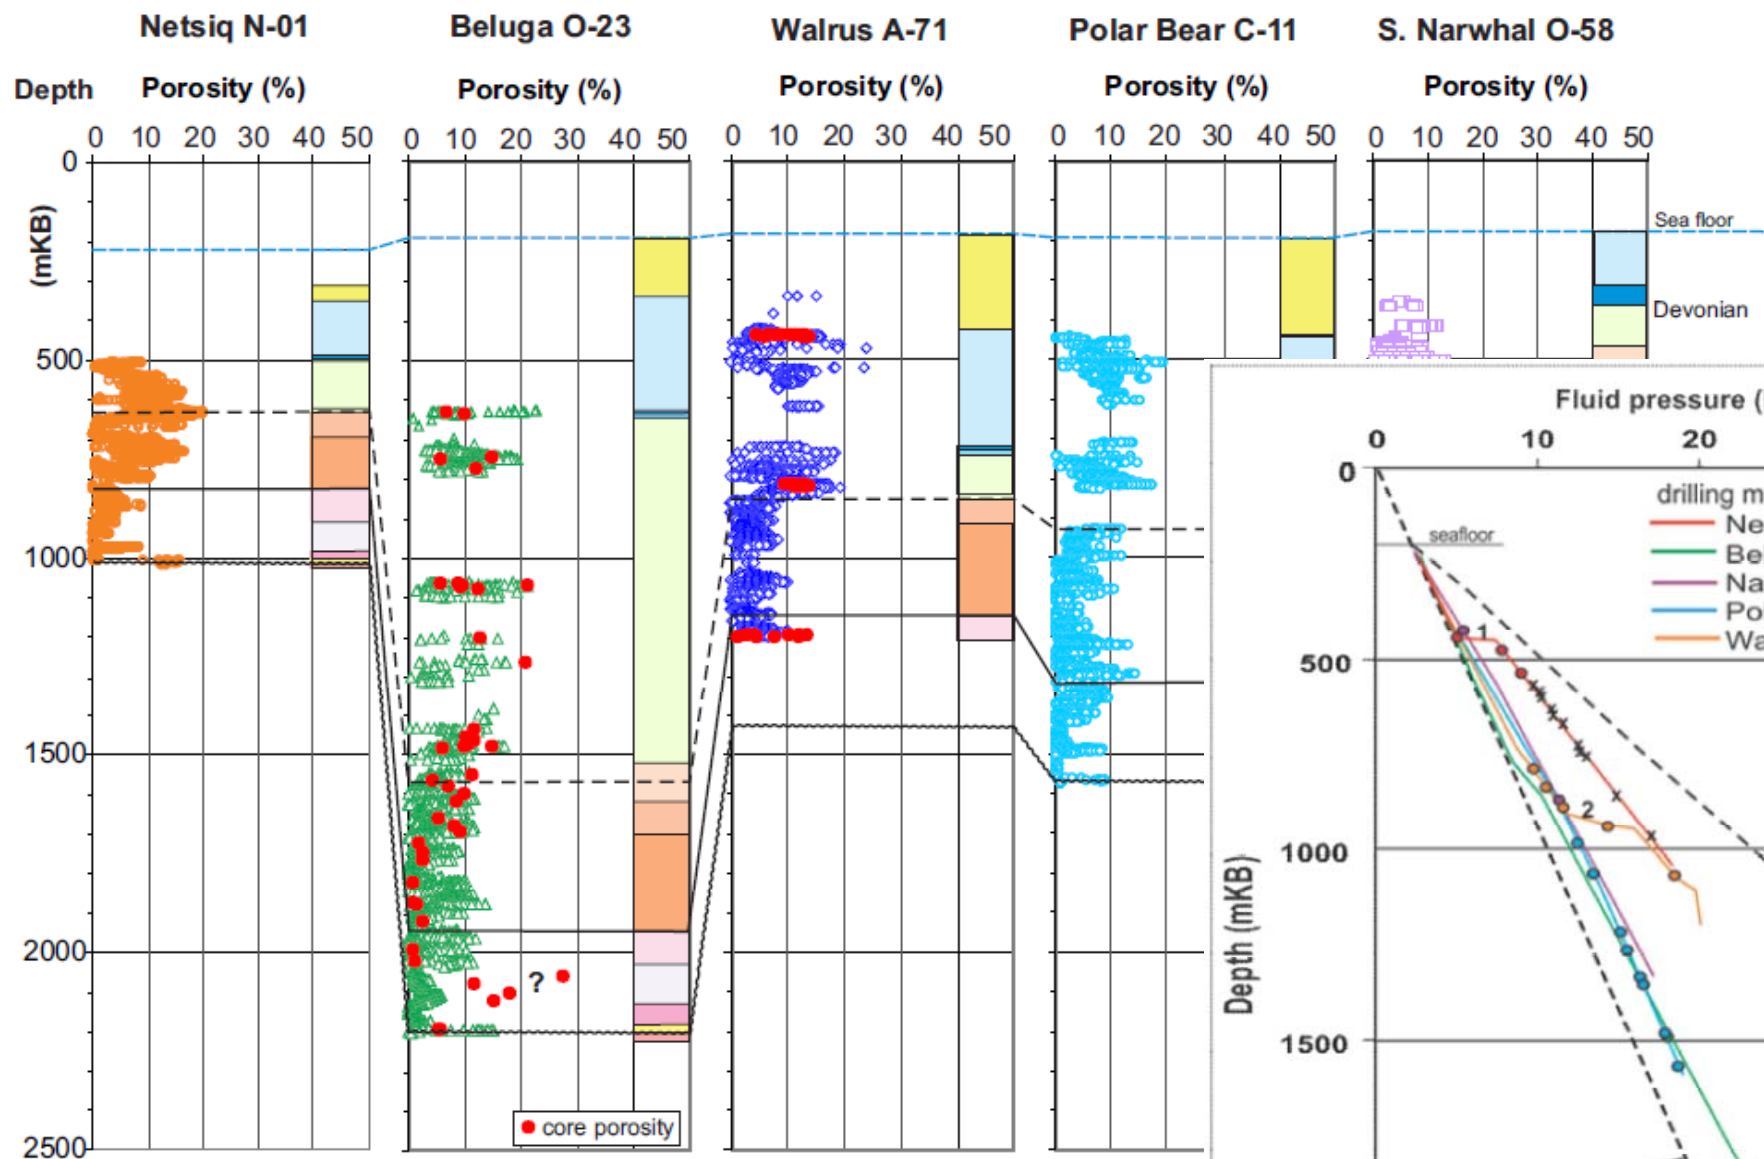 Netsiq N-01 Beluga O-23 Walrus A-71 Polar Bear C-11 S. Narwhal O-58
Depth Porosity (%) Porosity (%) Porosity (%) Porosity (%) Porosity (%)
0 10 20 30 40 50 0 10 20 30 40 50 0 10 20 30 40 50 0 10 20 30 40 50 0 10 20 30 40 50
0
(mKB)
Sea floor
Devonian
500
1000
1500
2000
2500
?
core porosity
Fluid pressure (
0 10 20
0
drilling m
seafloor
Ne
Be
Na
Po
Wa
1
500
2
1000
Depth (mKB)
1500